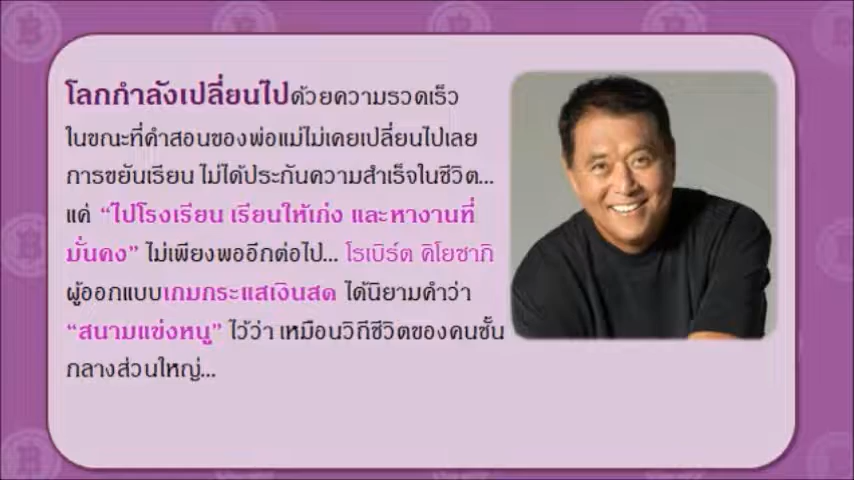 โลกกำลังเปลี่ยนไปด้วยความรวดเร็ว
ในขณะที่คำสอนของพ่อแม่ไม่เคยเปลี่ยนไปเลย
การขยันเรียน ไม่ได้ประกันความสำเร็จในชีวิต...
แค่ “ไปโรงเรียน เรียนให้เก่ง และหางานที่
มั่นคง” ไม่เพียงพออีกต่อไป... โรเบิร์ต คิโยซากิ
ผู้ออกแบบเกมกระแสเงินสด ได้นิยามคำว่า
“สนามแข่งหนู” ไว้ว่า เหมือนวิถีชีวิตของคนชั้น
กลางส่วนใหญ่...